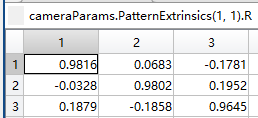 cameraParams.PatternExtrinsics(1, 1).R
1 2 3
1 0.9816 0.0683 -0.1781
2 -0.0328 0.9802 0.1952
3 0.1879 -0.1858 0.9645